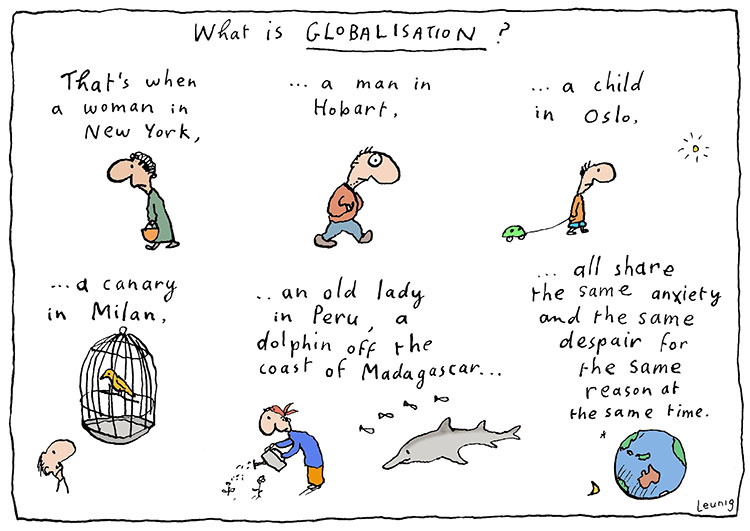 What is GLOBALISATION?
That's when
a woman in
New York,
... a man in
Hobart,
... a child
in Oslo,
... a canary
in Milan,
.. an old lady
in Peru, a
dolphin off the
coast of Madagascar...
... all share
the same anxiety
and the same
despair for
the same
reason at
the same time.
Leunig